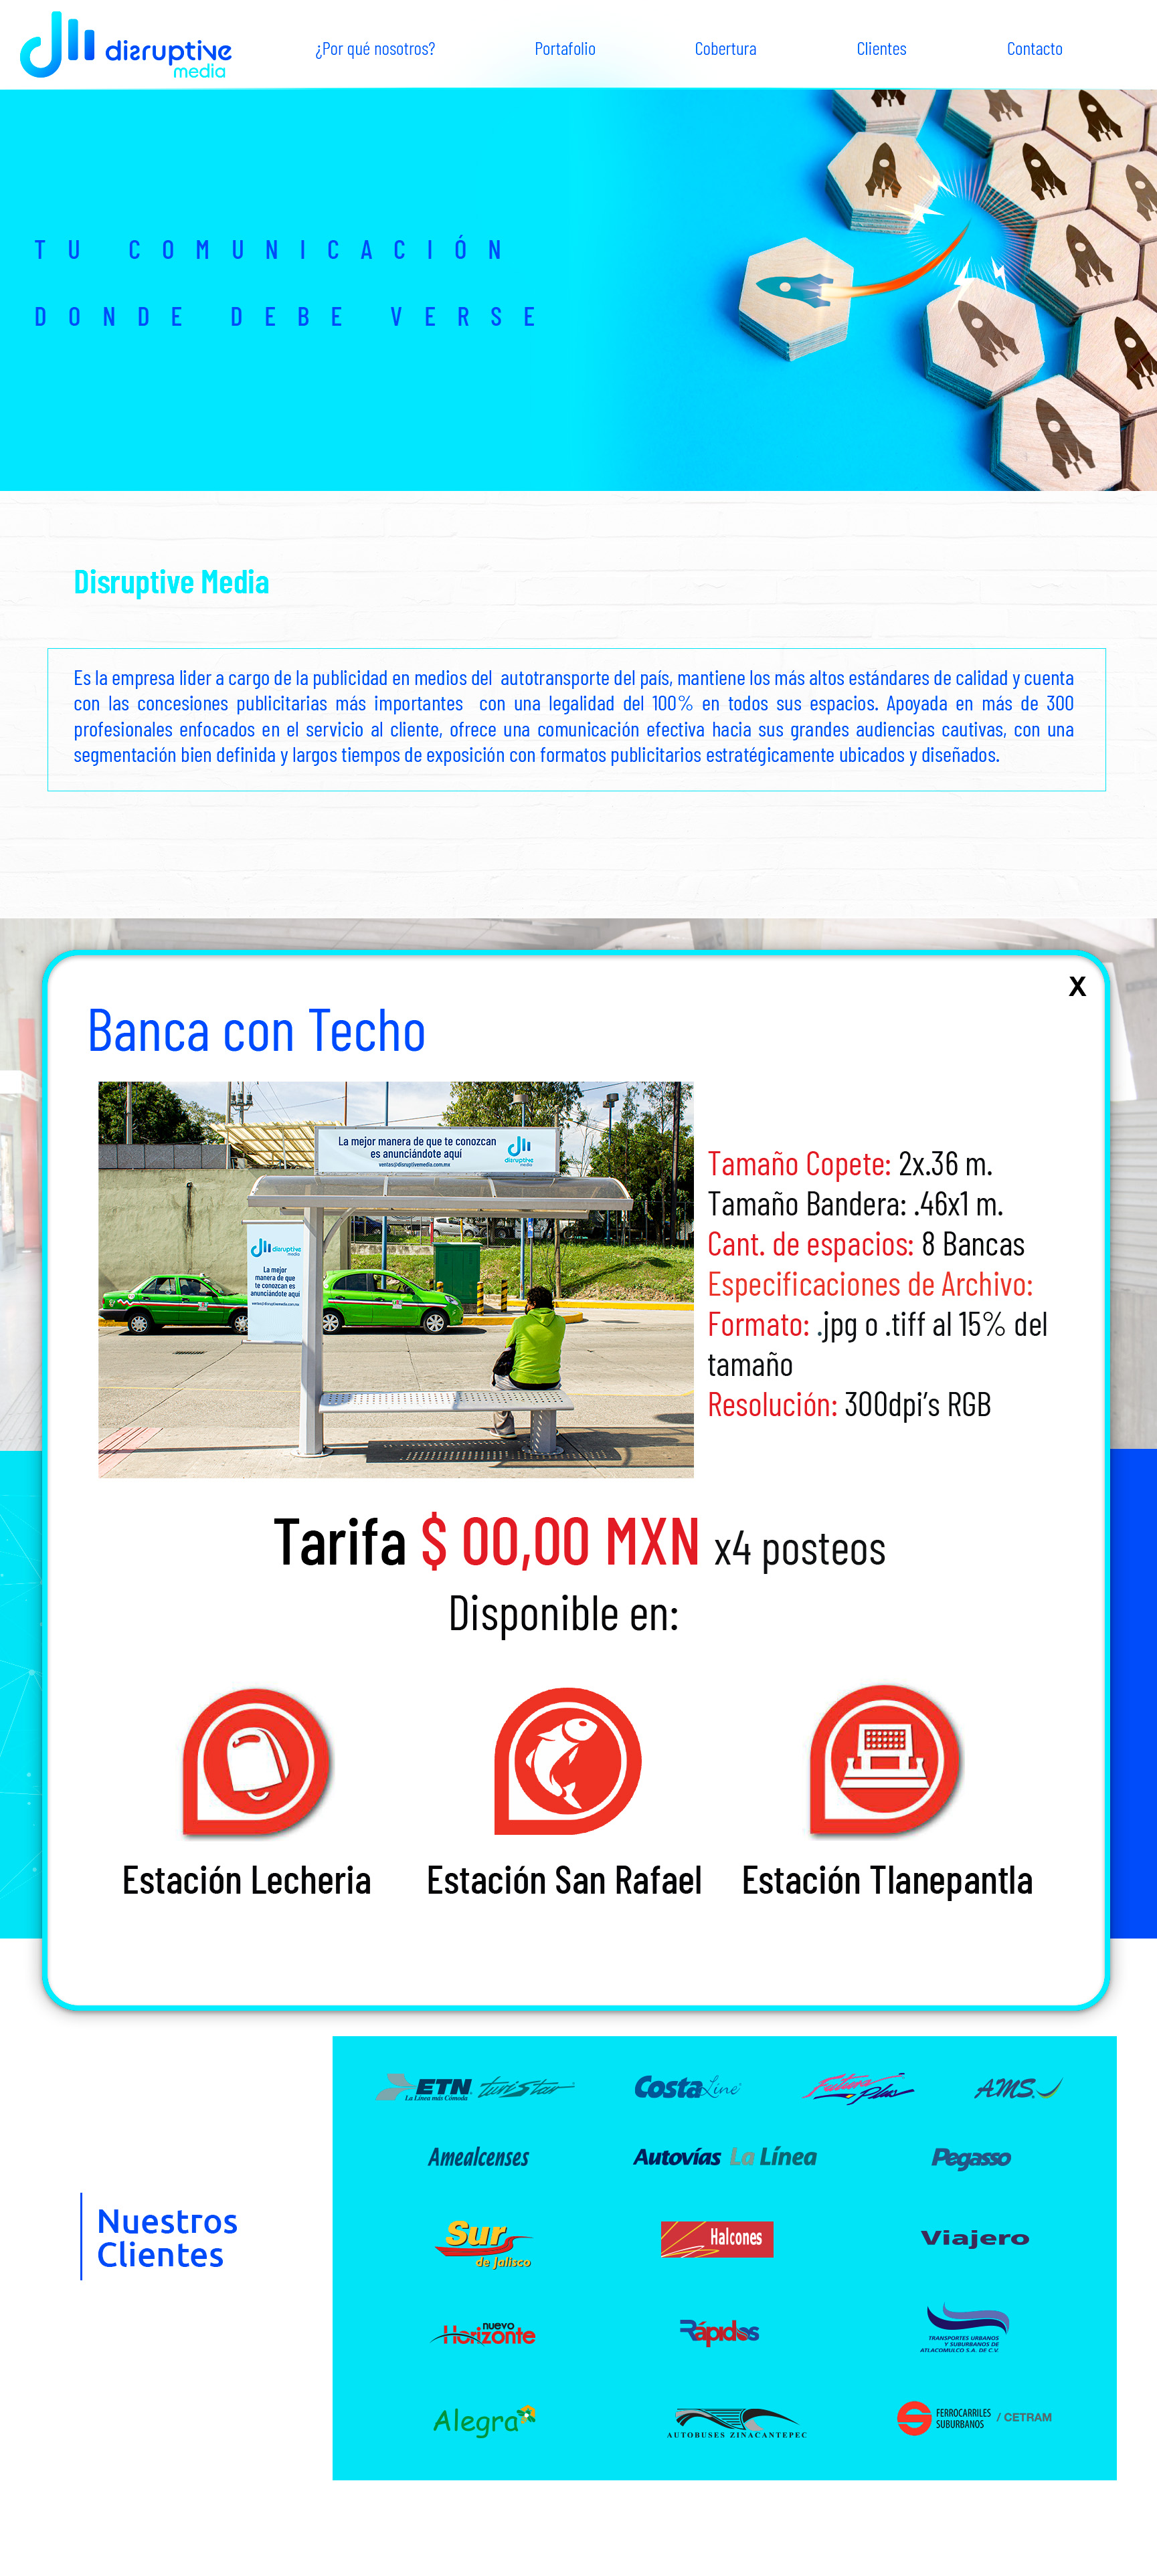 disruptive
media
¿Por qué nosotros?
Portafolio
Cobertura
Clientes
Contacto
TU COMUNICACIÓN
DONDE DEBE VERSE
Disruptive Media
Es la empresa lider a cargo de la publicidad en medios del autotransporte del país, mantiene los más altos estándares de calidad y cuenta
con las concesiones publicitarias más importantes con una legalidad del 100% en todos sus espacios. Apoyada en más de 300
profesionales enfocados en el servicio al cliente, ofrece una comunicación efectiva hacia sus grandes audiencias cautivas, con una
segmentación bien definida y largos tiempos de exposición con formatos publicitarios estratégicamente ubicados y diseñados.
X
Banca con Techo
La mejor manera de que te conozcan
es anunciándote aquí
ventas@disruptivemedia.com.mx
disruptive
media
disruptive
media
La mejor
manera de que
te conozcan es
anunciándote aquí
ventas@disruptivemedia.com.mx
Tamaño Copete: 2x.36 m.
Tamaño Bandera: .46x1 m.
Cant. de espacios: 8 Bancas
Especificaciones de Archivo:
Formato: .jpg o .tiff al 15% del
tamaño
Resolución: 300dpi's RGB
Tarifa $ 00,00 MXN x4 posteos
Disponible en:
Estación Lecheria
Estación San Rafael
Estación Tlanepantla
Nuestros
Clientes
ETN turistar
La Línea más Cómoda
Costa Line
Futura Plus
AMS
Amealcenses
Autovías La Línea
Pegasso
Sur
de Jalisco
Halcones
Viajero
nuevo
Horizonte
Rápidos
TRANSPORTES URBANOS
Y SUBURBANOS DE
ATLACOMULCO S.A. DE C.V.
Alegra
AUTOBUSES ZINACANTEPEC
FERROCARRILES
SUBURBANOS / CETRAM